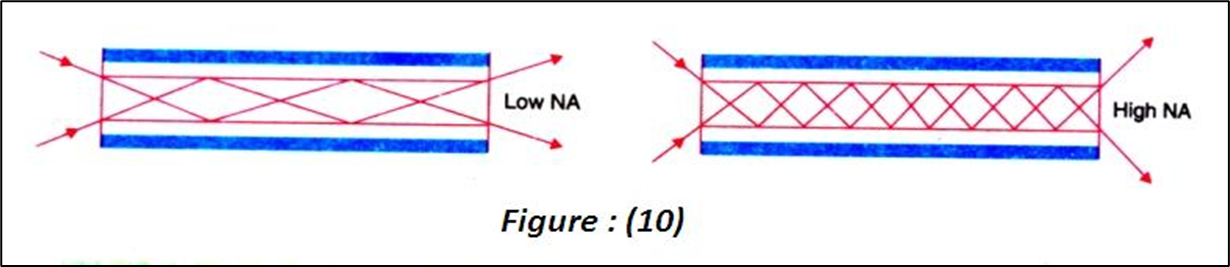 Low NA
High NA
Figure : (10)